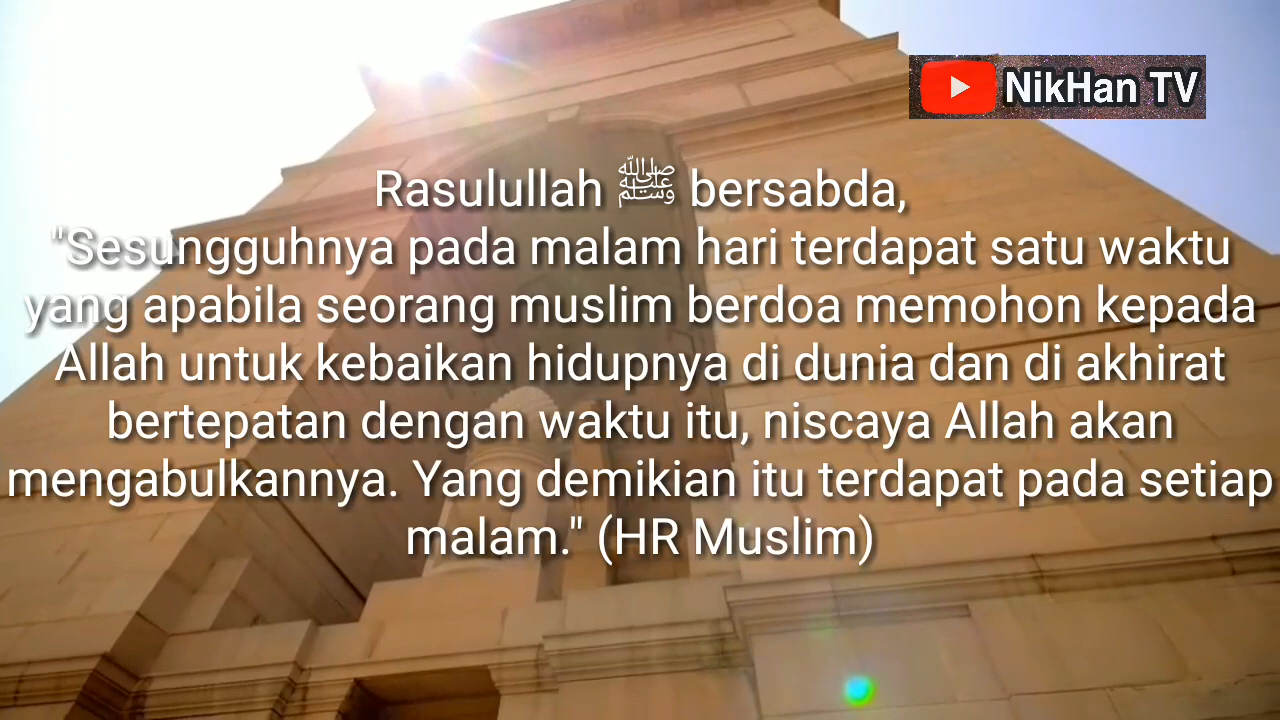 NikHan TV
Rasulullah ﷺ bersabda,
"Sesungguhnya pada malam hari terdapat satu waktu
yang apabila seorang muslim berdoa memohon kepada
Allah untuk kebaikan hidupnya di dunia dan di akhirat
bertepatan dengan waktu itu, niscaya Allah akan
mengabulkannya. Yang demikian itu terdapat pada setiap
malam." (HR Muslim)